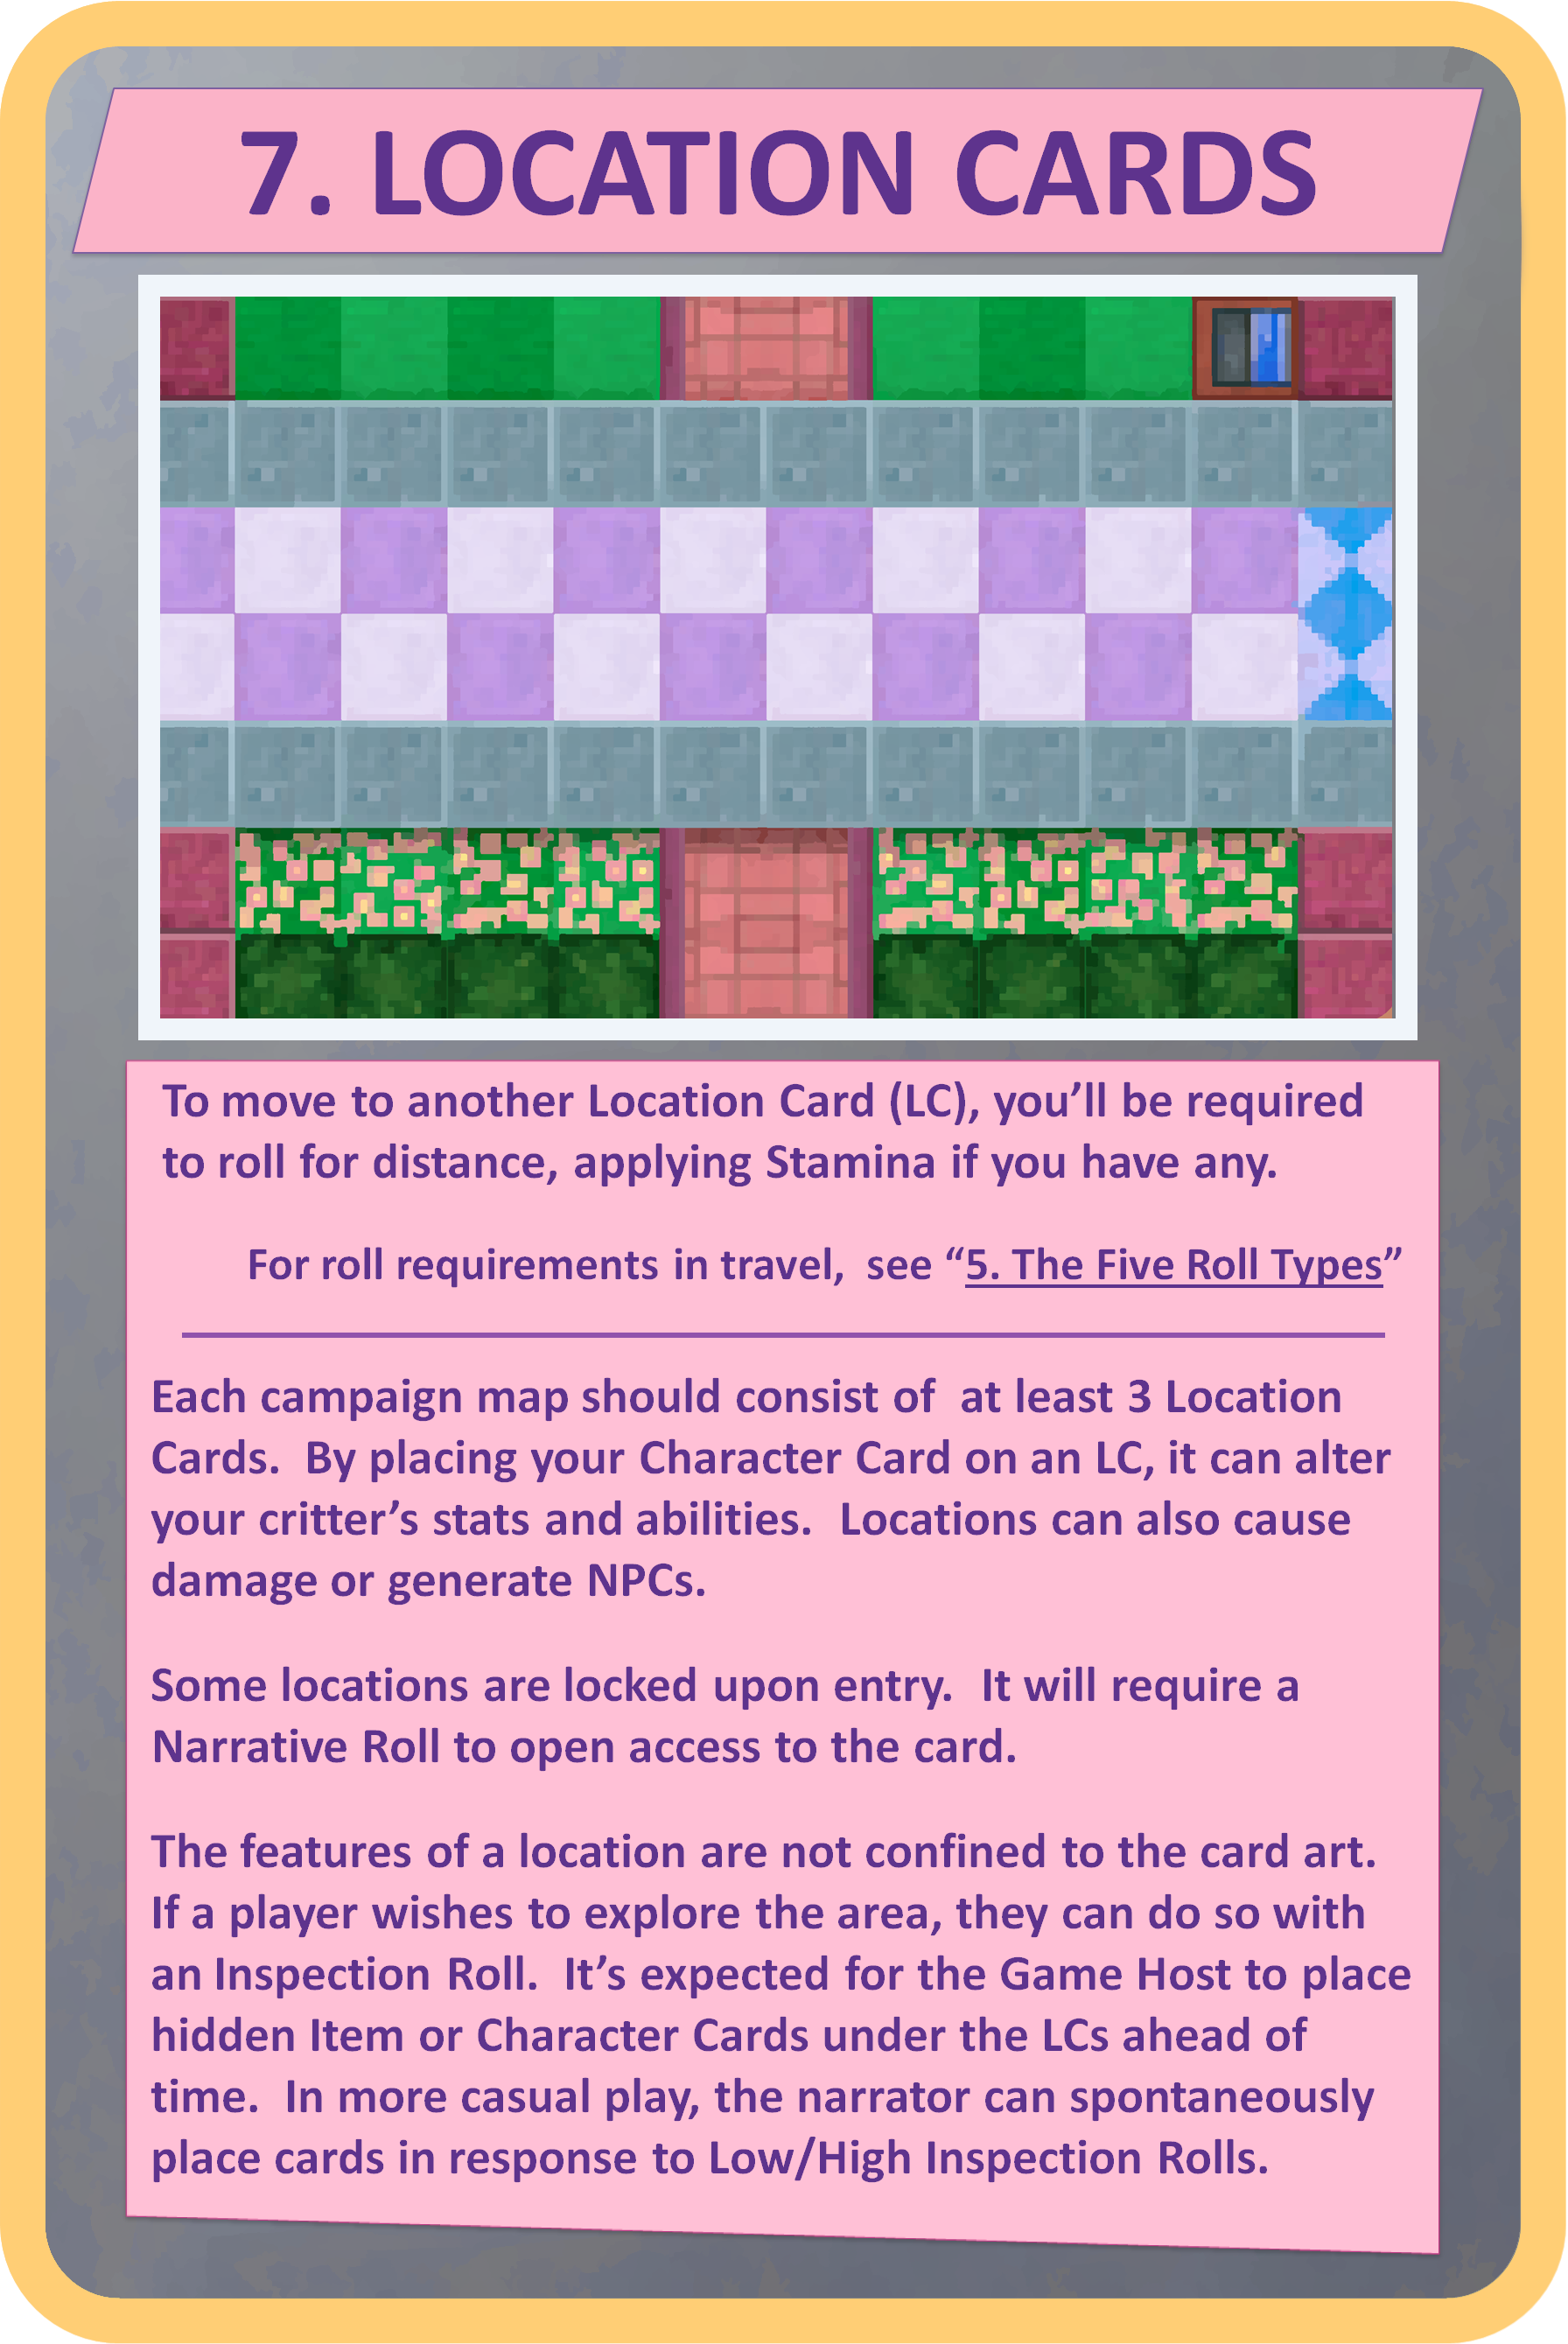 7. LOCATION CARDS
To move to another Location Card (LC), you’ll be required
to roll for distance, applying Stamina if you have any.
For roll requirements in travel,  see “5. The Five Roll Types”
Each campaign map should consist of  at least 3 Location
Cards.  By placing your Character Card on an LC, it can alter
your critter’s stats and abilities.  Locations can also cause
damage or generate NPCs.
Some locations are locked upon entry.  It will require a
Narrative Roll to open access to the card.
The features of a location are not confined to the card art.
If a player wishes to explore the area, they can do so with
an Inspection Roll.  It’s expected for the Game Host to place
hidden Item or Character Cards under the LCs ahead of
time.  In more casual play, the narrator can spontaneously
place cards in response to Low/High Inspection Rolls.